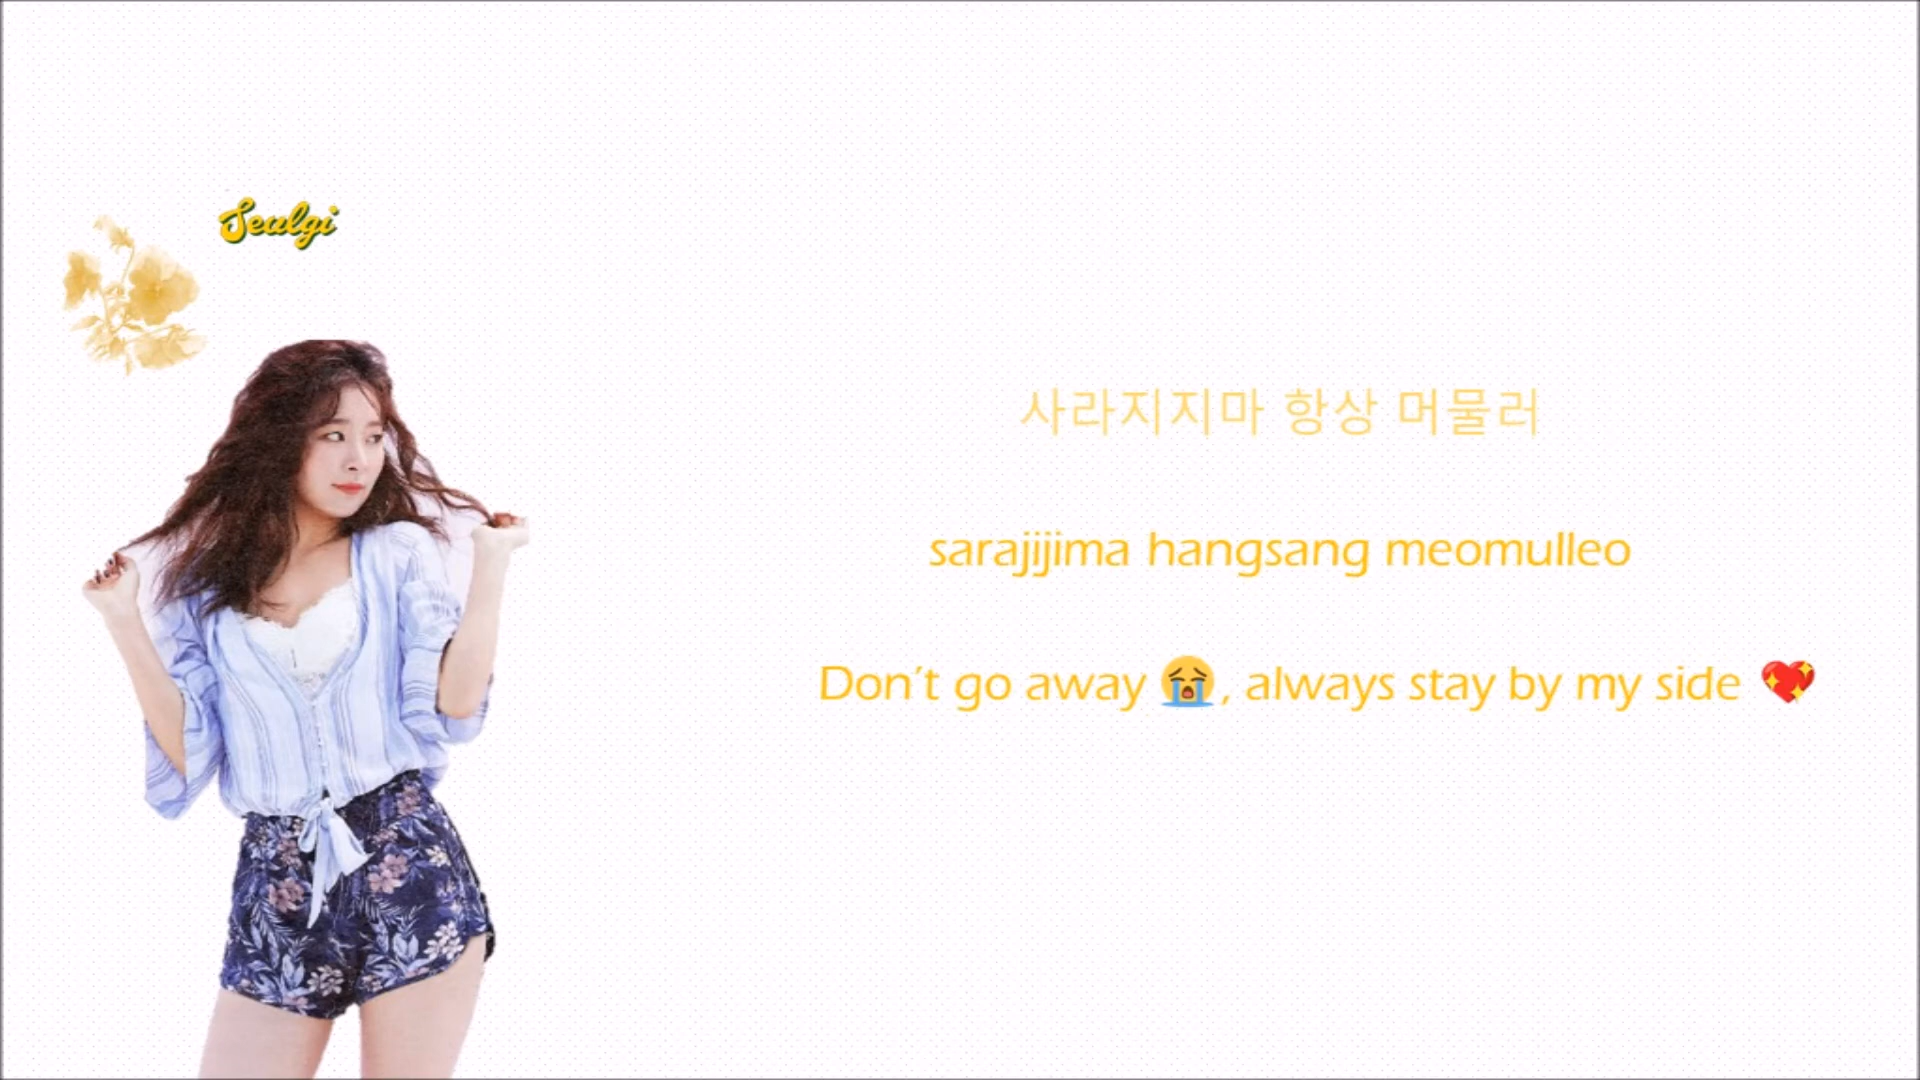 Seulgi
사라지지마 항상 머물러
sarajijima hangsang meomulleo
Don't go away 😭, always stay by my side 💖